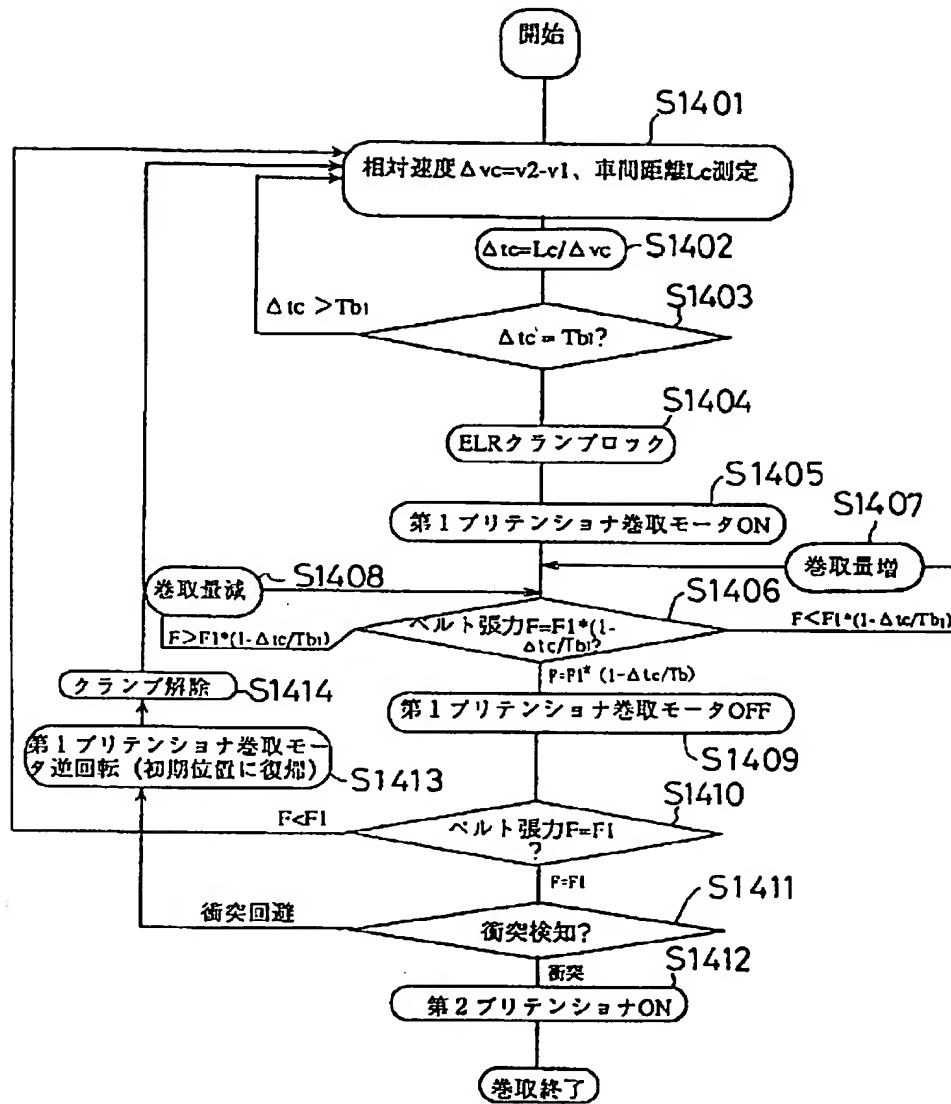 開始
S1401
相対速度Δvc=v2-v1、車間距離Lc測定
Δtc=Lc/Δvc
S1402
Δtc >Tb1
S1403
Δtc = Tb1?
S1404
ELRクランプロック
S1405
第1プリテンショナ巻取モータON
S1407
巻取量増
巻取量減
S1408
S1406
ベルト張力F=F1*(1-
Δtc/Tb1?
F>F1*(1-Δtc/Tb1)
F<F1*(1-Δtc/Tb1)
F=F1* (1-Δtc/Tb)
クランプ解除
S1414
第1プリテンショナ巻取モータOFF
S1409
第1プリテンショナ巻取モー
タ逆回転(初期位置に復帰)
S1413
S1410
F<F1
ベルト張力F=F1
?
F=F1
S1411
衝突回避
衝突検知?
衝突
S1412
第2プリテンショナON
巻取終了